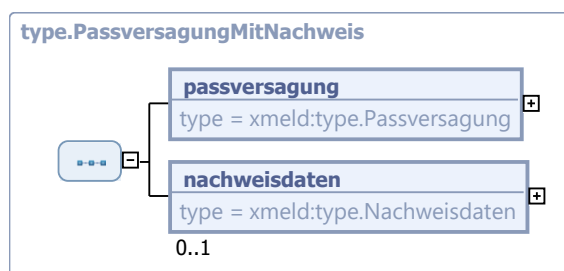 type.PassversagungMitNachweis
passversagung
type = xmeld:type.Passversagung
nachweisdaten
type = xmeld:type.Nachweisdaten
0..1